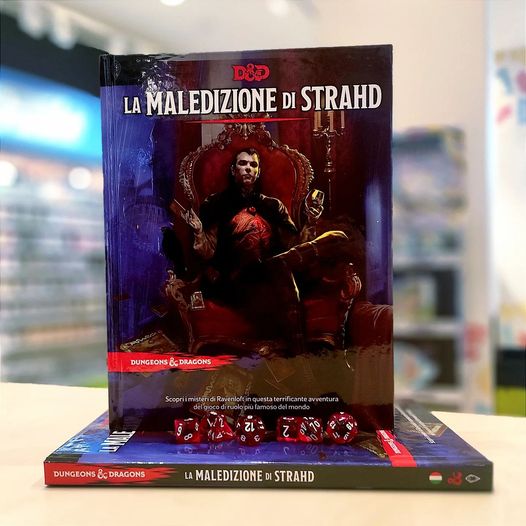 D&D
LA MALEDIZIONE DI STRAHD
DUNGEONS & DRAGONS
Scopri i misteri di Ravenloft in questa terrificante avventura
del gioco di ruolo più famoso del mondo
DUNGEONS & DRAGONS
LA MALEDIZIONE DI STRAHD